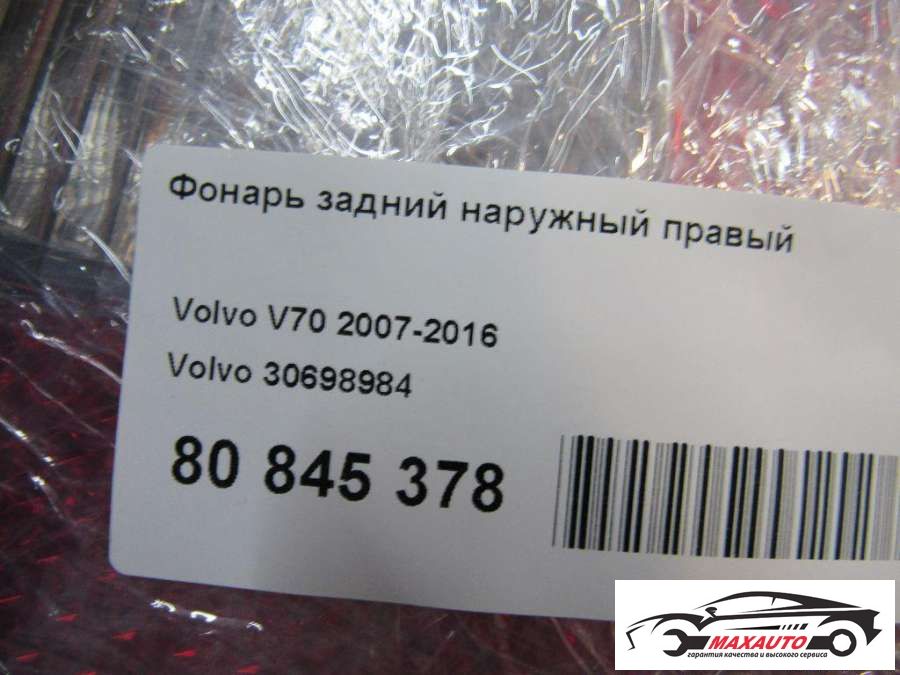 Фонарь задний наружный правый
Volvo V70 2007-2016
Volvo 30698984
80 845 378
MAXAUTO
гарантия качества и высокого сервиса